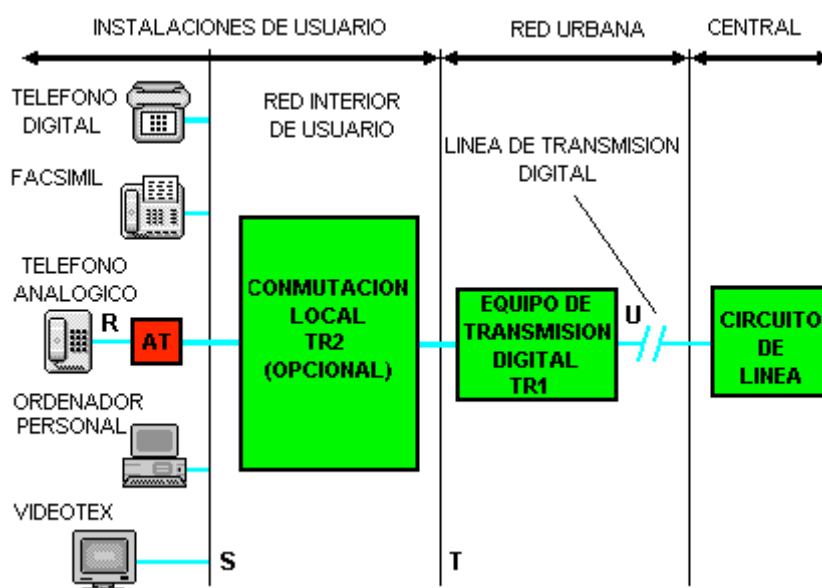 INSTALACIONES DE USUARIO
RED URBANA
CENTRAL
TELEFONO
DIGITAL
RED INTERIOR
DE USUARIO
LINEA DE TRANSMISION
DIGITAL
FACSIMIL
TELEFONO
ANALOGICO
R
AT
CONMUTACION
LOCAL
TR2
(OPCIONAL)
EQUIPO DE
TRANSMISION
DIGITAL
TR1
U
CIRCUITO
DE
LINEA
ORDENADOR
PERSONAL
VIDEOTEX
S
T